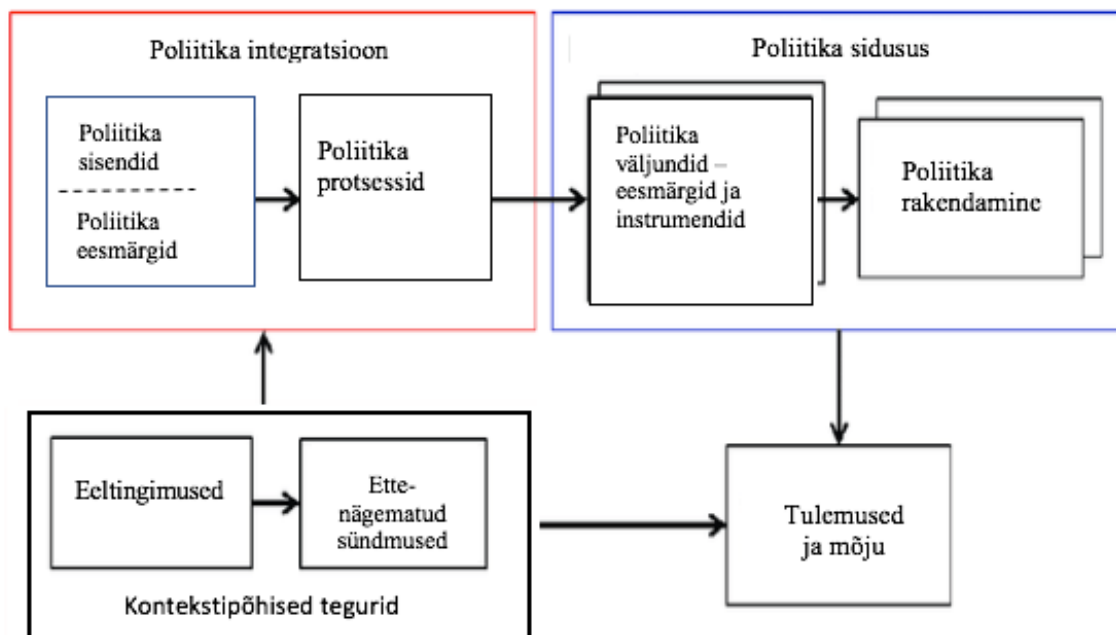 Poliitika integratsioon
Poliitika
sisendid
Poliitika
eesmärgid
Poliitika
protsessid
Poliitika sidusus
Poliitika
väljundid –
eesmärgid ja
instrumendid
Poliitika
rakendamine
Eeltingimused
Ette-
nägematud
sündmused
Kontekstipõhised tegurid
Tulemused
ja mõju